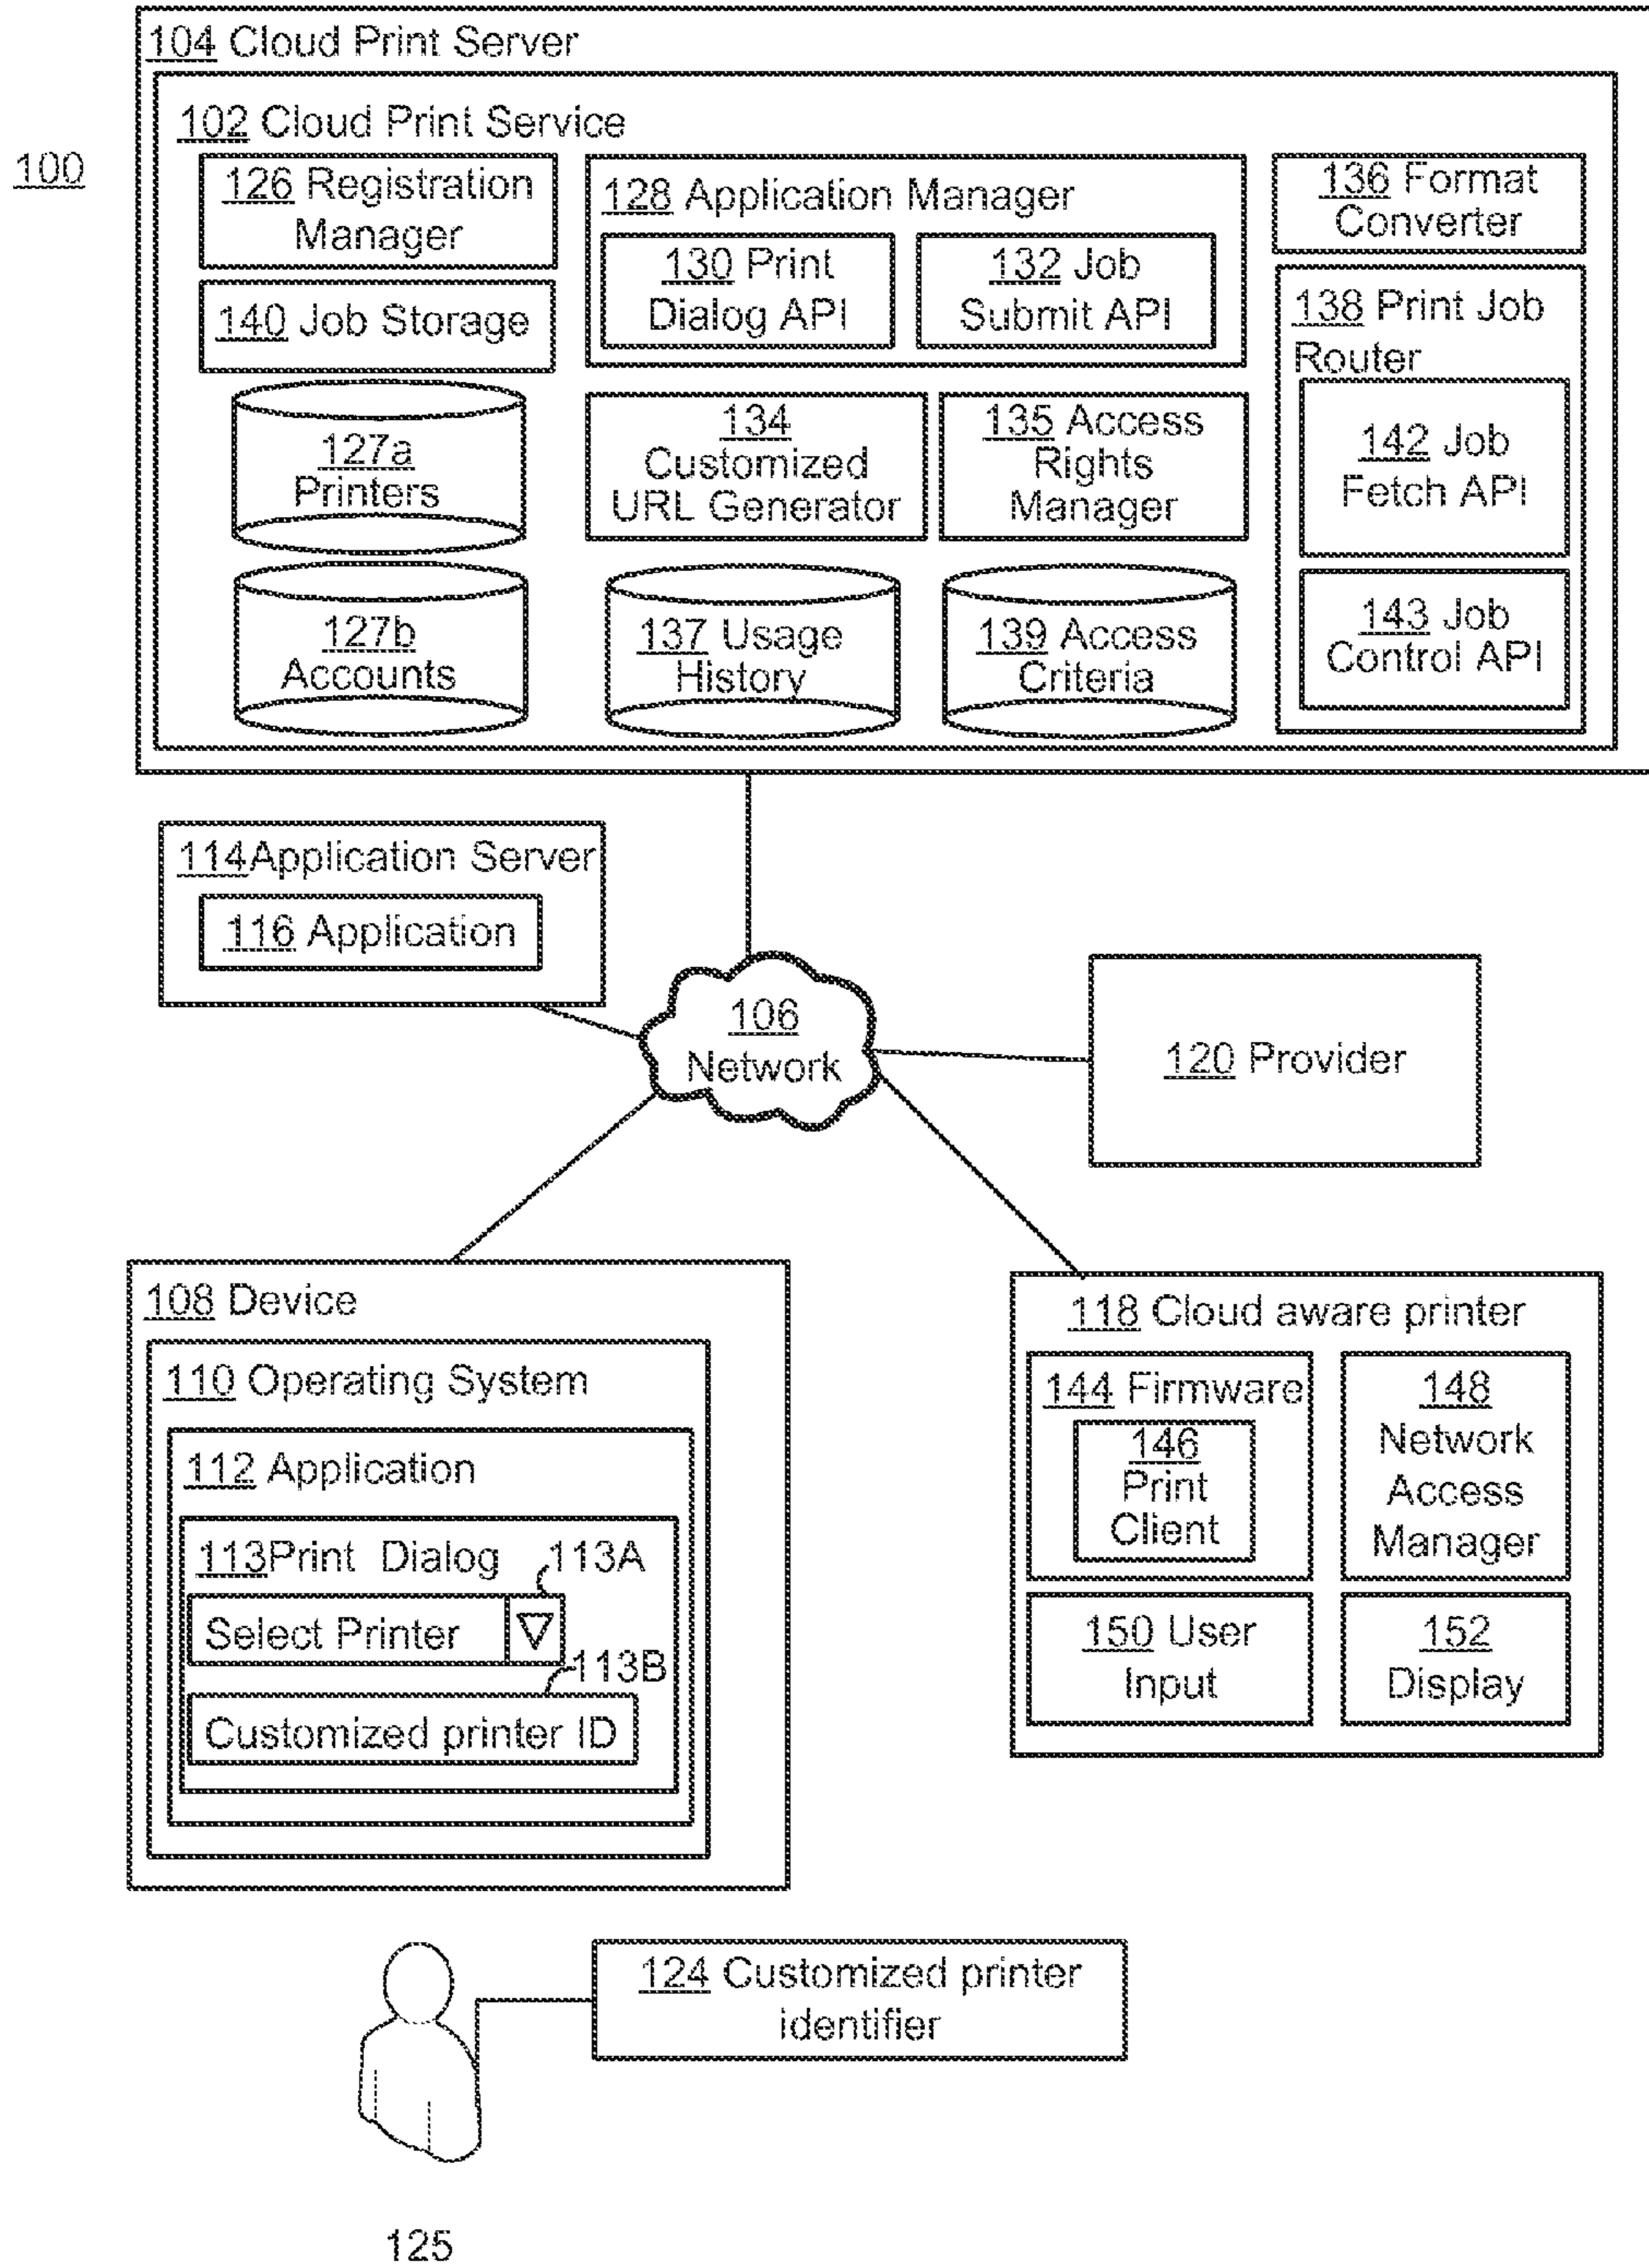 104 Cloud Print Server
102 Cloud Print Service
100
126 Registration
Manager
128 Application Manager
130 Print
Dialog API
132 Job
Submit API
136 Format
Converter
140 Job Storage
138 Print Job
Router
127a
Printers
134
Customized
URL Generator
135 Access
Rights
Manager
142 Job
Fetch API
127b
Accounts
137 Usage
History
139 Access
Criteria
143 Job
Control API
114Application Server
116 Application
106
Network
120 Provider
108 Device
110 Operating System
112 Application
113Print Dialog
113A
Select Printer
113B
Customized printer ID
118 Cloud aware printer
144 Firmware
146
Print
Client
148
Network
Access
Manager
150 User
Input
152
Display
124 Customized printer
identifier
125